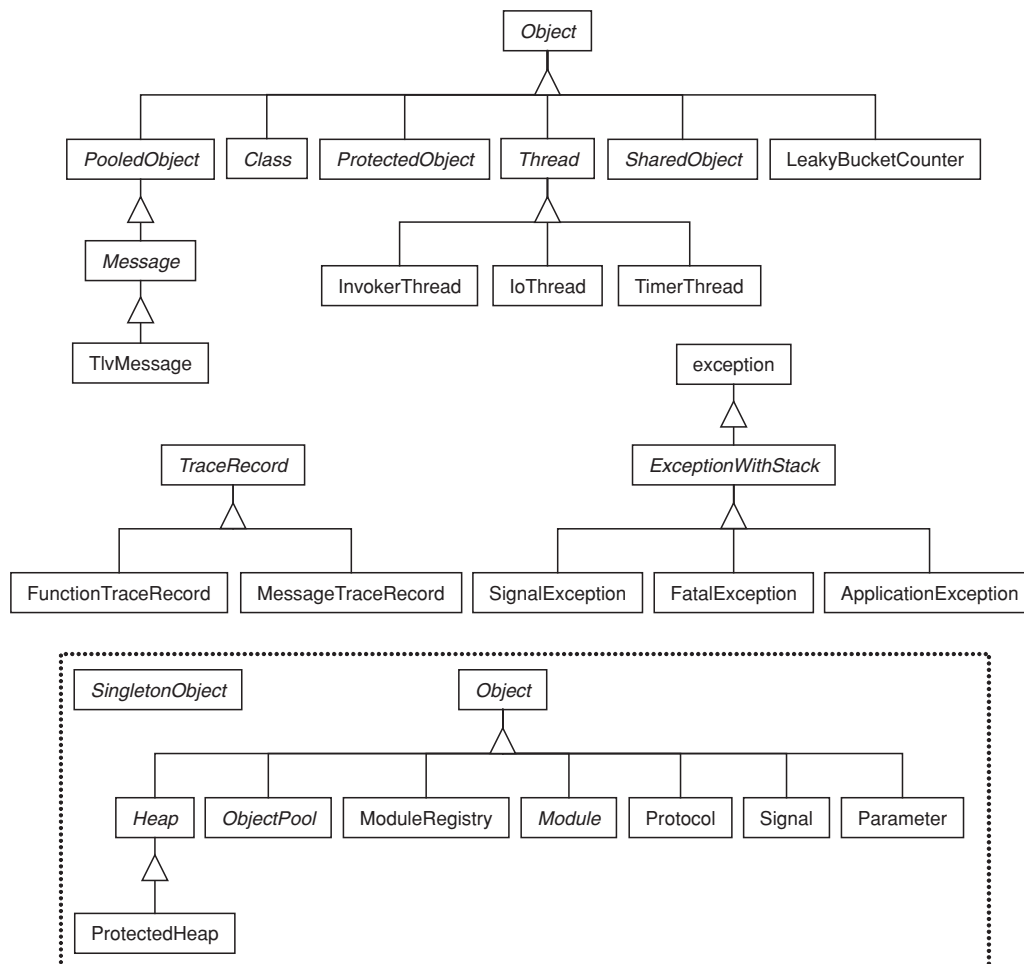 Object
PooledObject
Class
ProtectedObject
Thread
SharedObject
LeakyBucketCounter
Message
InvokerThread
IoThread
TimerThread
TlvMessage
exception
TraceRecord
ExceptionWithStack
FunctionTraceRecord
MessageTraceRecord
SignalException
FatalException
ApplicationException
SingletonObject
Object
Heap
ObjectPool
ModuleRegistry
Module
Protocol
Signal
Parameter
ProtectedHeap